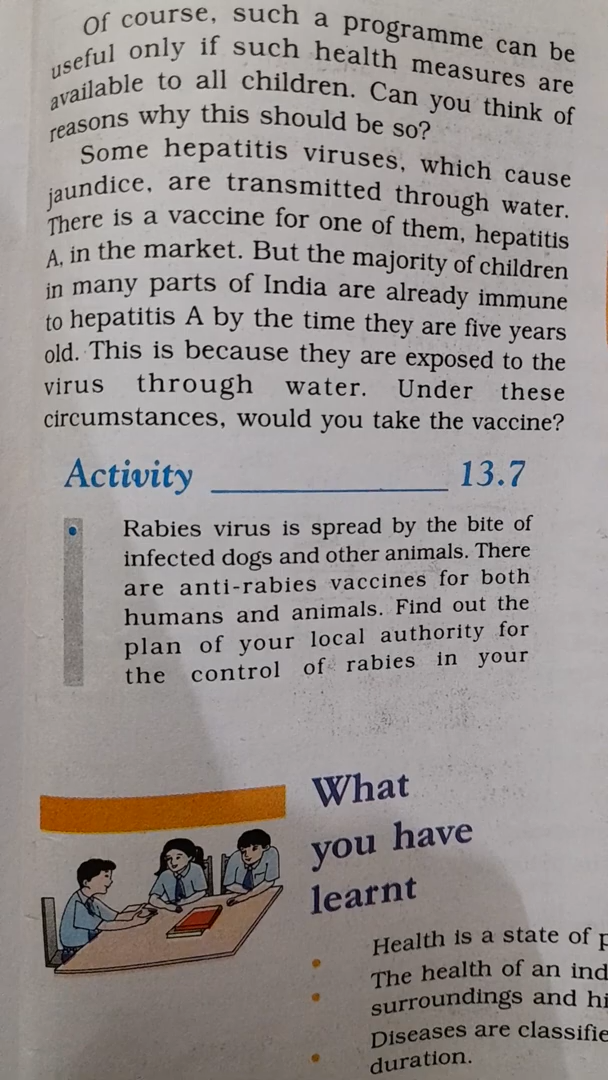 Of course, such a programme can be
useful only if such health measures are
available to all children. Can you think of
reasons why this should be so?
Some hepatitis viruses, which cause
jaundice, are transmitted through water.
There is a vaccine for one of them, hepatitis
A, in the market. But the majority of children
in many parts of India are already immune
to hepatitis A by the time they are five years
old. This is because they are exposed to the
virus through water. Under these
circumstances, would you take the vaccine?
Activity 13.7
• Rabies virus is spread by the bite of
infected dogs and other animals. There
are anti-rabies vaccines for both
humans and animals. Find out the
plan of your local authority for
the control of rabies in your
What
you have
learnt
• Health is a state of
• The health of an
surroundings and
• Diseases are
duration.